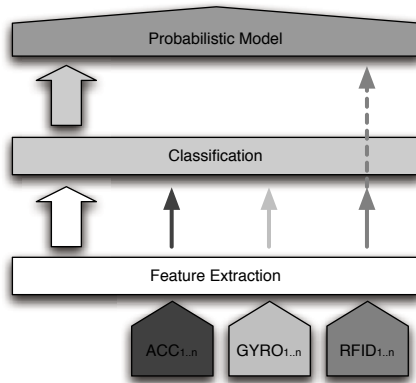 Probabilistic Model
Classification
Feature Extraction
ACC1..n GYRO1..n RFID1..n